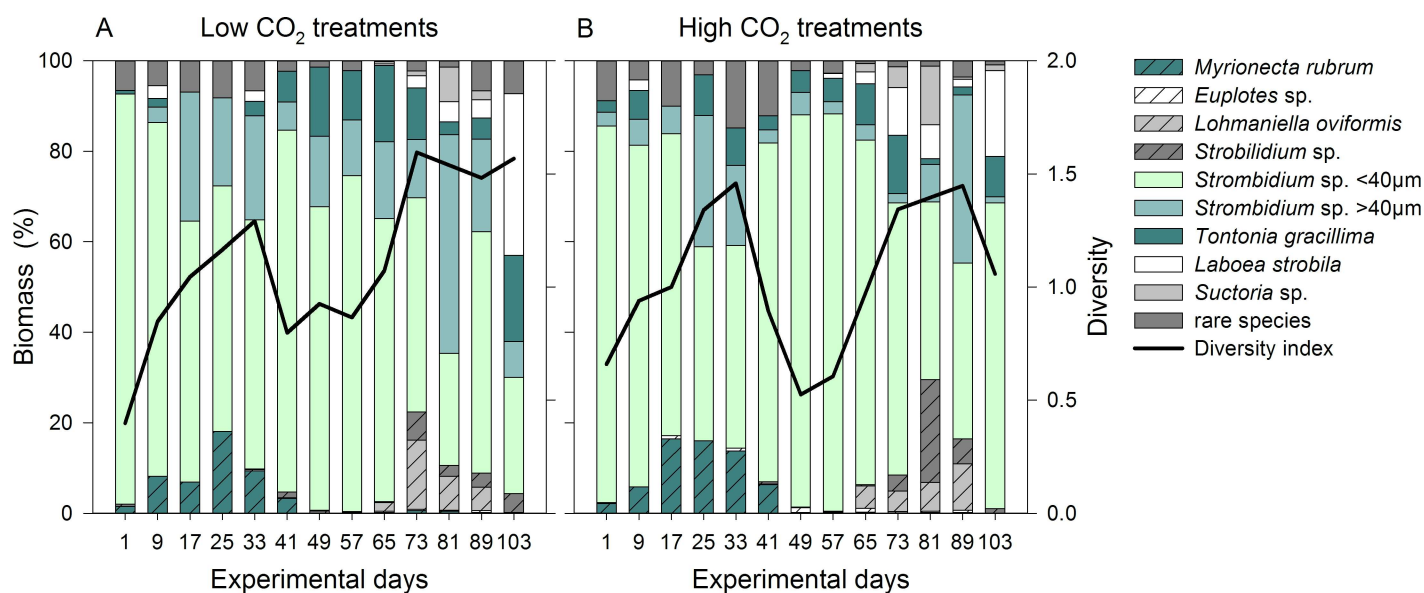 A Low CO₂ treatments
B High CO₂ treatments
Biomass (%)
100
80
60
40
20
0
1 9 17 25 33 41 49 57 65 73 81 89 103
Experimental days
1 9 17 25 33 41 49 57 65 73 81 89 103
Experimental days
2.0
1.5
1.0
0.5
0.0
Diversity
Myrionecta rubrum
Euplotes sp.
Lohmaniella oviformis
Strobilidium sp.
Strombidium sp. <40µm
Strombidium sp. >40µm
Tontonia gracillima
Laboea strobila
Suctoria sp.
rare species
Diversity index